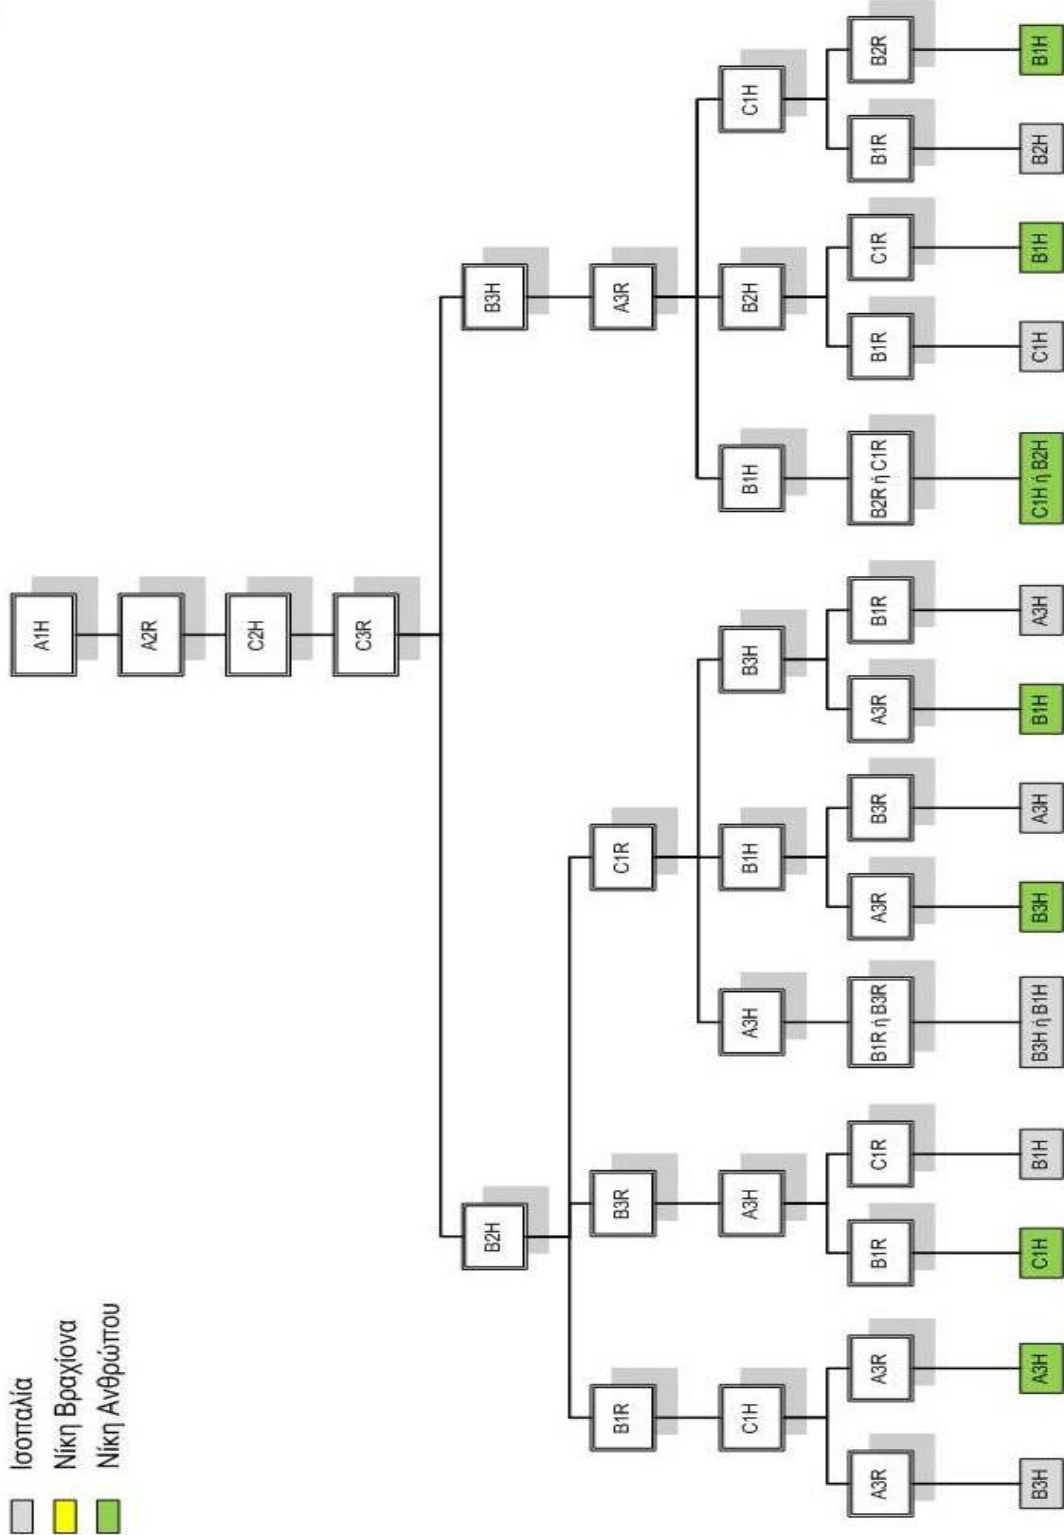 Ισοπαλία
Νίκη Βραχίονα
Νίκη Ανθρώπου
A1H
A2R
C2H
C3R
B2H
B3H
B1R
B3R
C1R
A3R
C1H
A3H
A3H
B1H
B3H
B1H
B2H
C1H
A3R
A3R
B1R
C1R
B1R ή B3R
A3R
B3R
A3R
B1R
B2R ή C1R
B1R
C1R
B1R
B2R
B3H
A3H
C1H
B1H
B3H ή B1H
B3H
A3H
B1H
A3H
C1H ή B2H
C1H
B1H
B2H
B1H